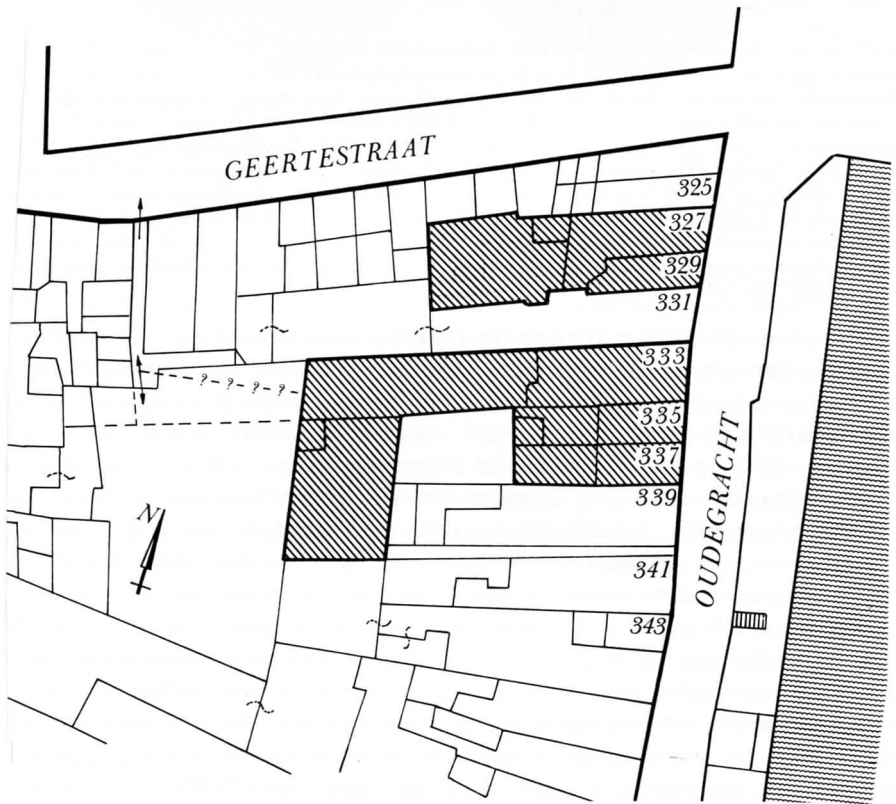 GEERTESTRAAT
325
327
329
331
333
? ? ? ?
335
337
339
OUDEGRACHT
N
341
343